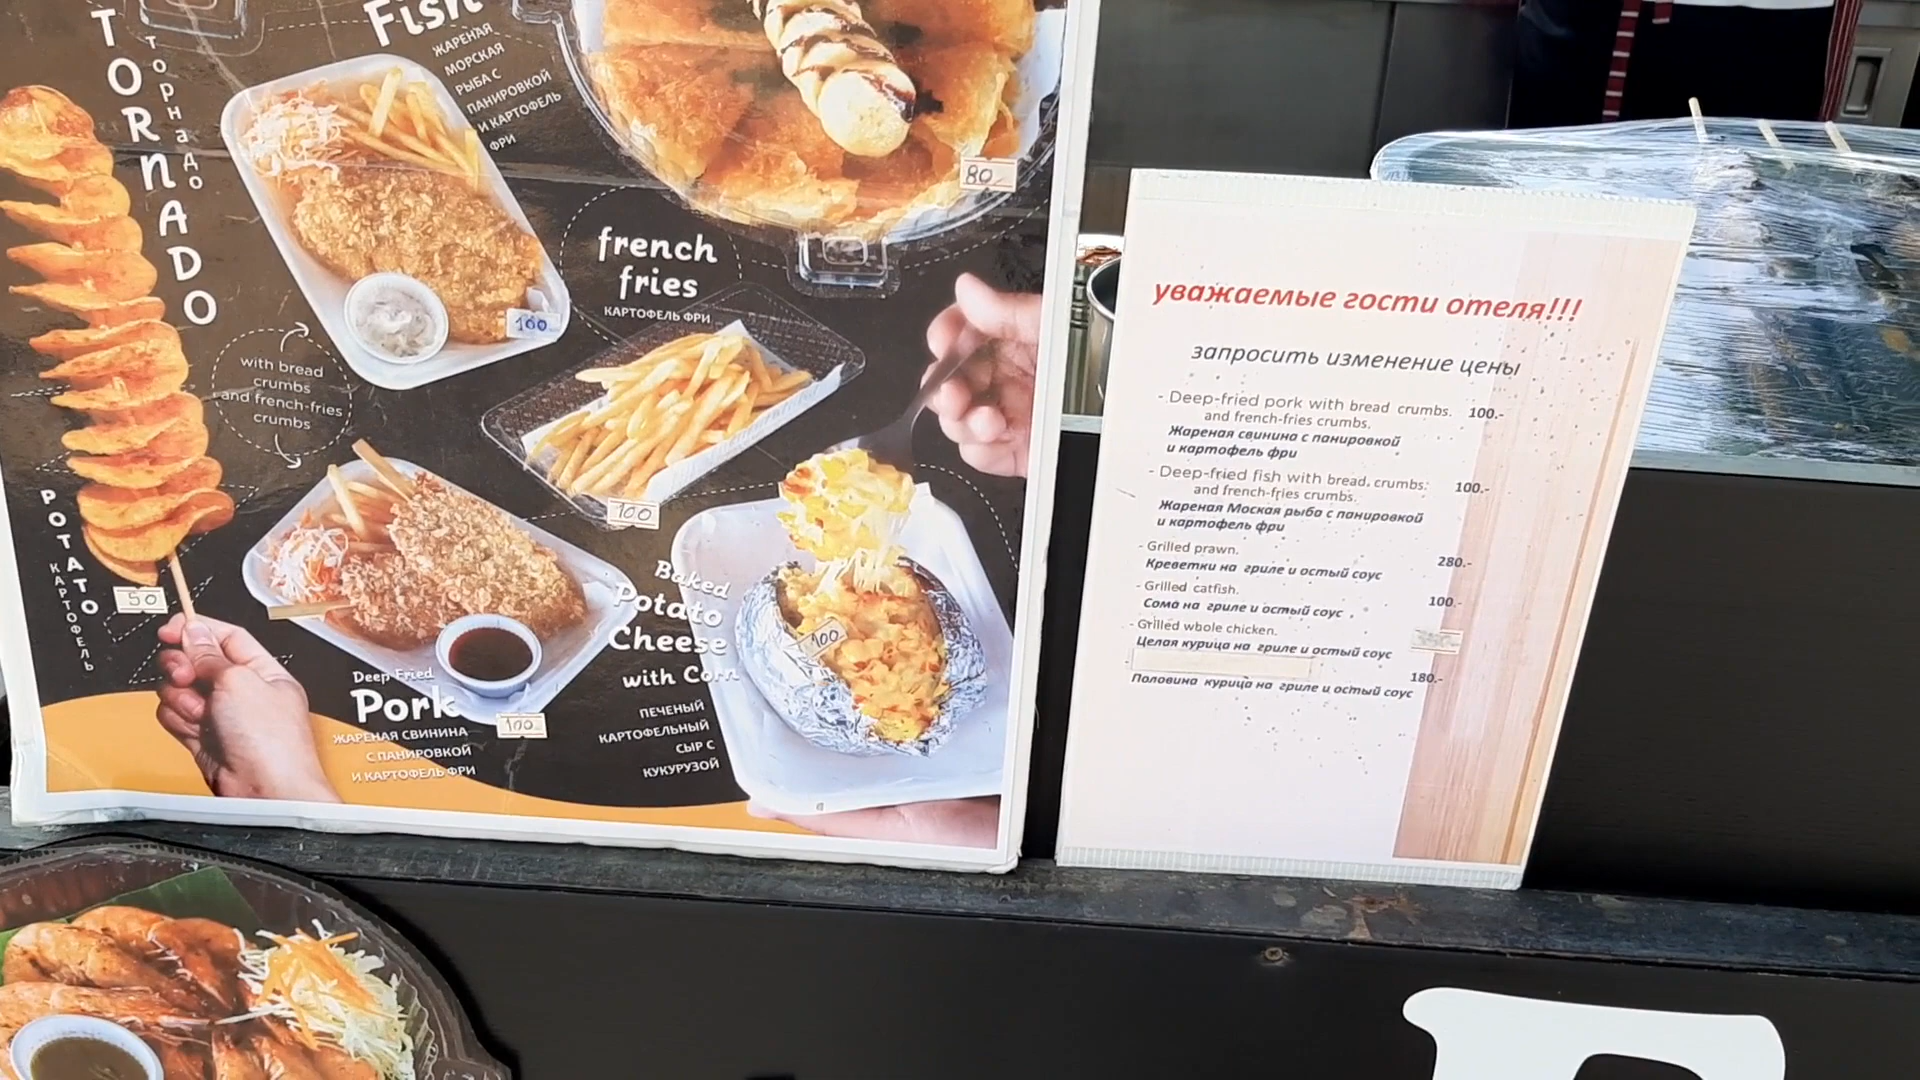 TORNADO
ТОРНАДО
POTATO
КАРТОФЕЛЬ
50
Fish
ЖАРЕНАЯ
МОРСКАЯ
РЫБА С
ПАНИРОВКОЙ
И КАРТОФЕЛЬ
ФРИ
100
80
french
fries
КАРТОФЕЛЬ ФРИ
100
with bread
crumbs
and french-fries
crumbs
Deep Fried
Pork
ЖАРЕНАЯ СВИНИНА
С ПАНИРОВКОЙ
И КАРТОФЕЛЬ ФРИ
100
Baked
Potato
Cheese
with Corn
ПЕЧЕНЫЙ
КАРТОФЕЛЬНЫЙ
СЫР С
КУКУРУЗОЙ
100
уважаемые гости отеля!!!
запросить изменение цены
- Deep-fried pork with bread crumbs. 100.-
and french-fries crumbs.
Жареная свинина с панировкой
и картофель фри
- Deep-fried fish with bread, crumbs. 100.-
and french-fries crumbs.
Жареная Моская рыба с панировкой
и картофель фри
- Grilled prawn. 280.-
Креветки на гриле и остый соус
- Grilled catfish. 100.-
Сома на гриле и остый соус
- Grilled whole chicken.
Целая курица на гриле и остый соус
- 180.-
Половина курица на гриле и остый соус